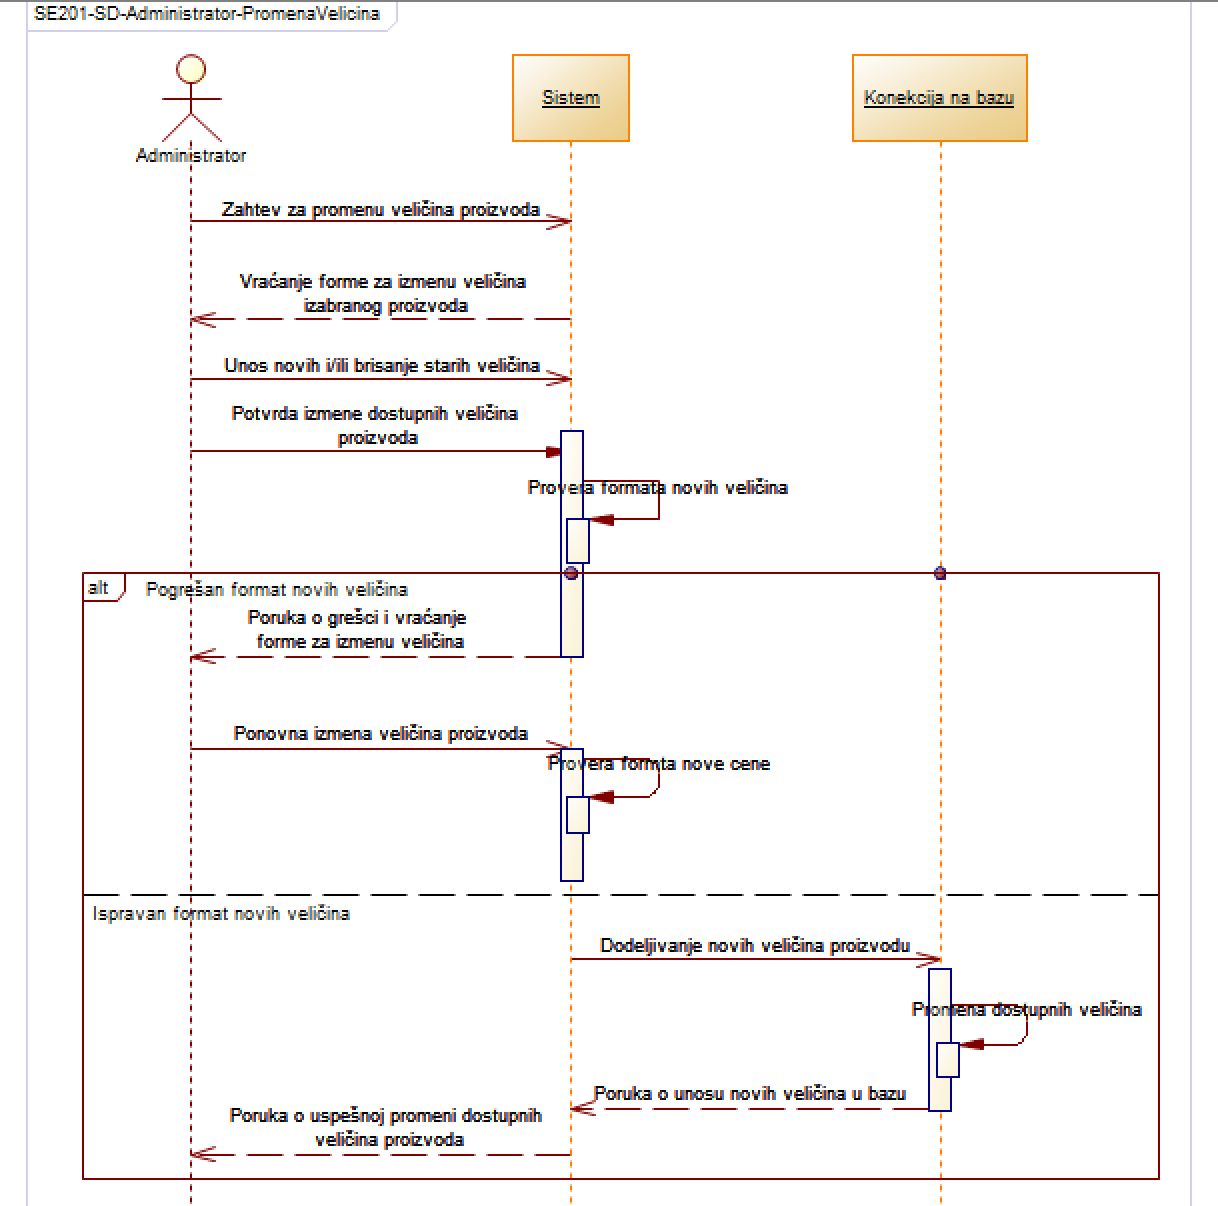 SE201-SD-Administrator-PromenaVelicina
Sistem
Konekcija na bazu
Administrator
Zahtev za promenu veličina proizvoda
Vraćanje forme za izmenu veličina
izabranog proizvoda
Unos novih i/ili brisanje starih veličina
Potvrda izmene dostupnih veličina
proizvoda
Provera formata novih veličina
alt
Pogrešan format novih veličina
Poruka o grešci i vraćanje
forme za izmenu veličina
Ponovna izmena veličina proizvoda
Provera formta nove cene
Ispravan format novih veličina
Dodeljivanje novih veličina proizvodu
Promena dostupnih veličina
Poruka o unosu novih veličina u bazu
Poruka o uspešnoj promeni dostupnih
veličina proizvoda